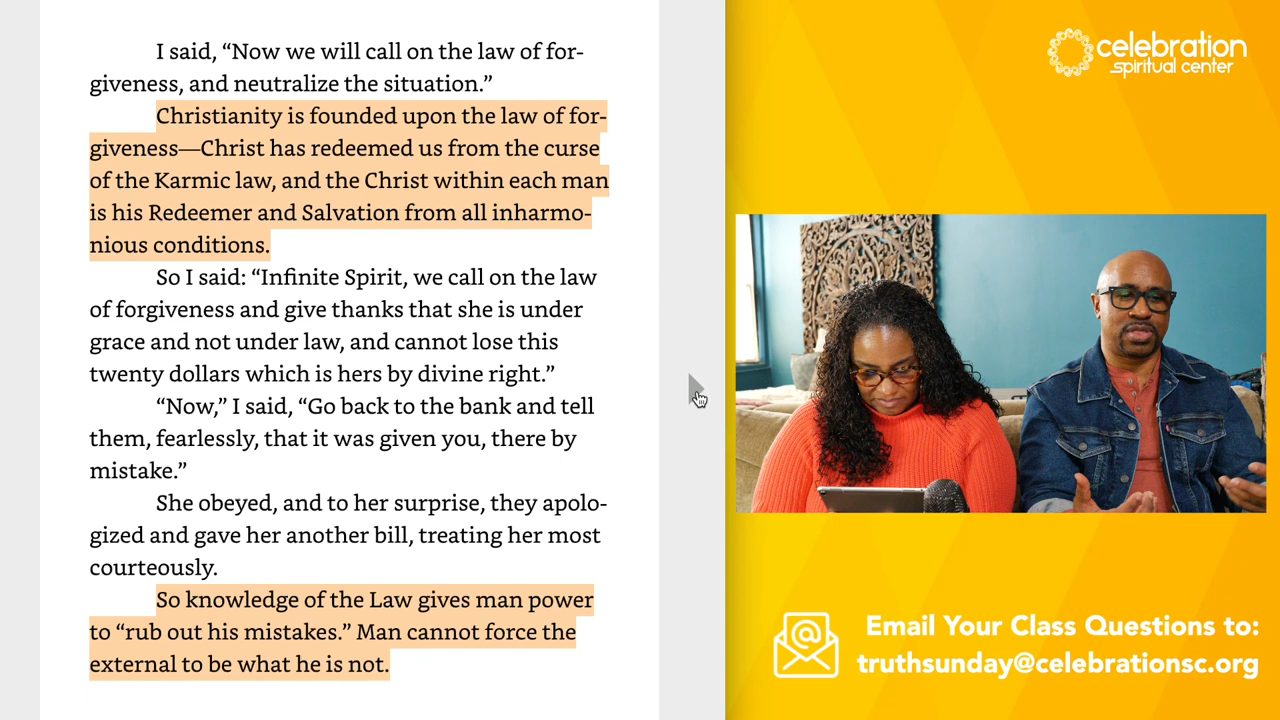 I said, “Now we will call on the law of for-
giveness, and neutralize the situation.”
Christianity is founded upon the law of for-
giveness—Christ has redeemed us from the curse
of the Karmic law, and the Christ within each man
is his Redeemer and Salvation from all inharmo-
nious conditions.
So I said: “Infinite Spirit, we call on the law
of forgiveness and give thanks that she is under
grace and not under law, and cannot lose this
twenty dollars which is hers by divine right.”
“Now,” I said, “Go back to the bank and tell
them, fearlessly, that it was given you, there by
mistake.”
She obeyed, and to her surprise, they apolo-
gized and gave her another bill, treating her most
courteously.
So knowledge of the Law gives man power
to “rub out his mistakes.” Man cannot force the
external to be what he is not.
celebration
spiritual center
Email Your Class Questions to:
truthsunday@celebrationsc.org